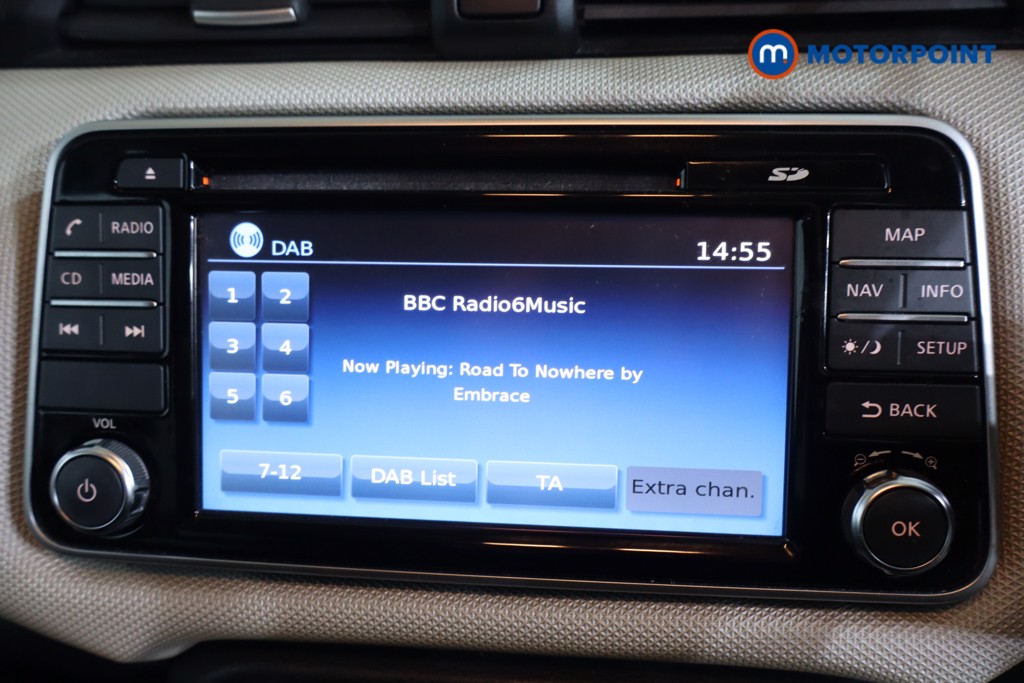 m MOTORPOINT
SD
RADIO
CD MEDIA
VOL
DAB 14:55
1 2
3 4
5 6
BBC Radio6Music
Now Playing: Road To Nowhere by
Embrace
7-12 DAB List TA Extra chan.
MAP
NAV INFO
/ SETUP
BACK
OK